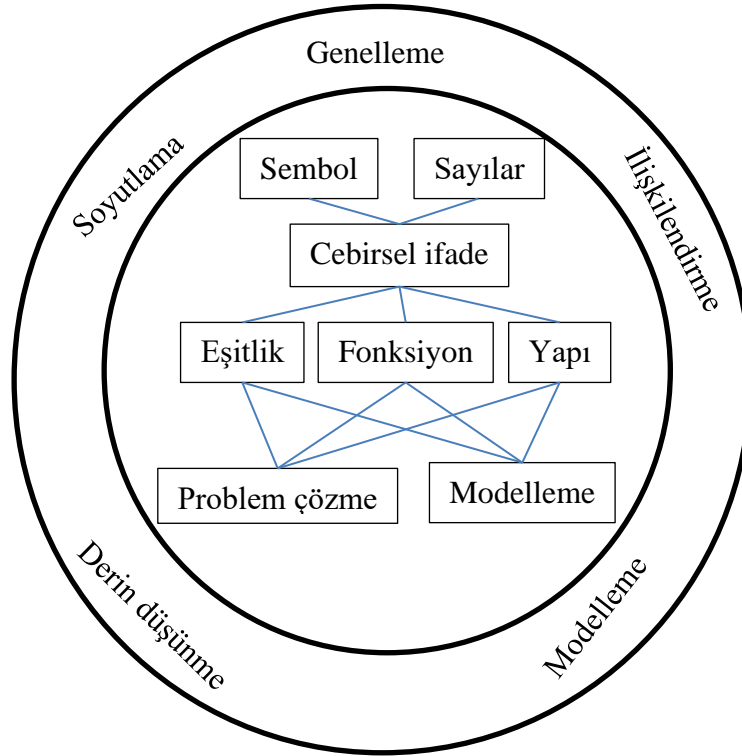 Genelleme
Soyutlama
İlişkilendirme
Sembol
Sayılar
Cebirsel ifade
Eşitlik
Fonksiyon
Yapı
Problem çözme
Modelleme
Derin düşünme
Modelleme